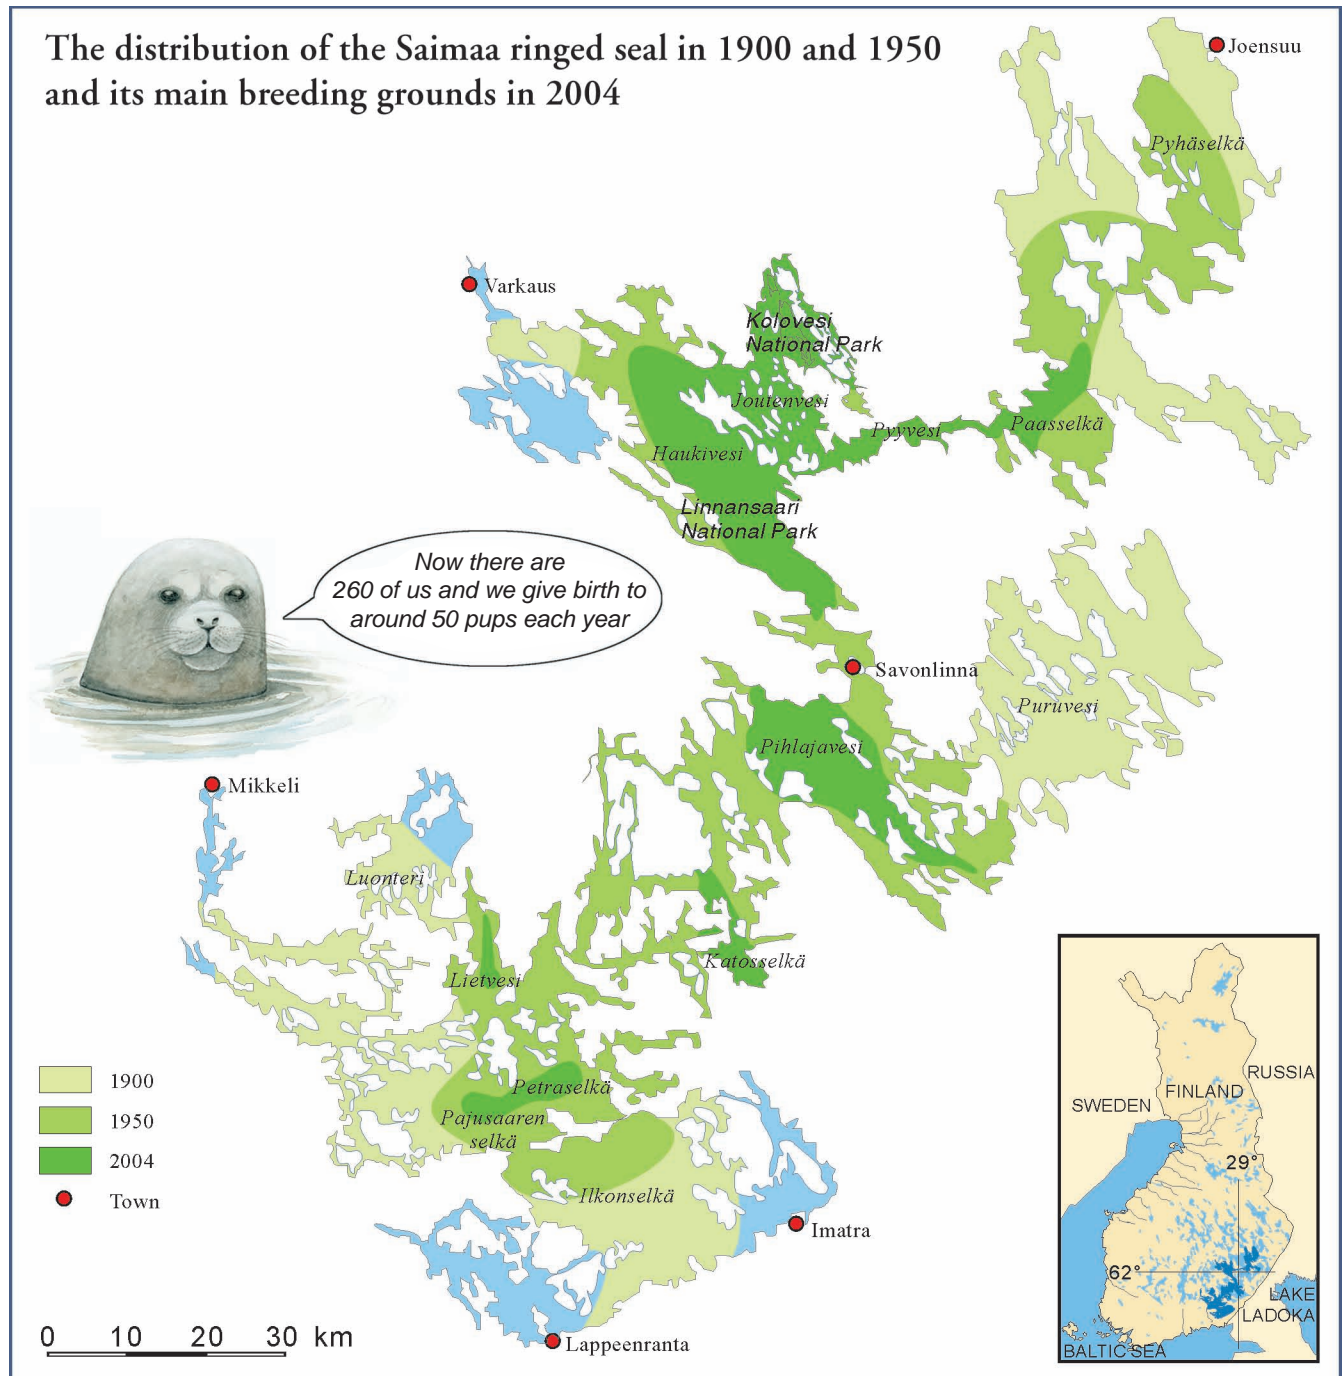 The distribution of the Saimaa ringed seal in 1900 and 1950
and its main breeding grounds in 2004
Joensuu
Pyhäselkä
Varkaus
Kolovesi
National Park
Joutenvesi
Pyyvesi
Paasselkä
Haukivesi
Linnansaari
National Park
Now there are
260 of us and we give birth to
around 50 pups each year
Savonlinna
Puruvesi
Pihlajavesi
Mikkeli
Luonteri
Katosselkä
Lietvesi
Petraselkä
Pajusaaren
selkä
Ilkonselkä
Imatra
Lappeenranta
1900
1950
2004
Town
0 10 20 30 km
RUSSIA
FINLAND
SWEDEN
29°
62°
LAKE
LADOKA
BALTIC SEA